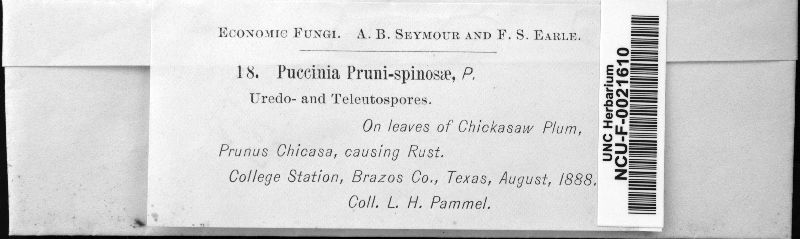 ECONOMIC FUNGI. A. B. SEYMOUR AND F. S. EARLE.
18. Puccinia Pruni-spinosæ, P.
Uredo- and Teleutospores.
On leaves of Chickasaw Plum,
Prunus Chicasa, causing Rust.
College Station, Brazos Co., Texas, August, 1888.
Coll. L. H. Pammel.
UNC Herbarium
NCU-F-0021610